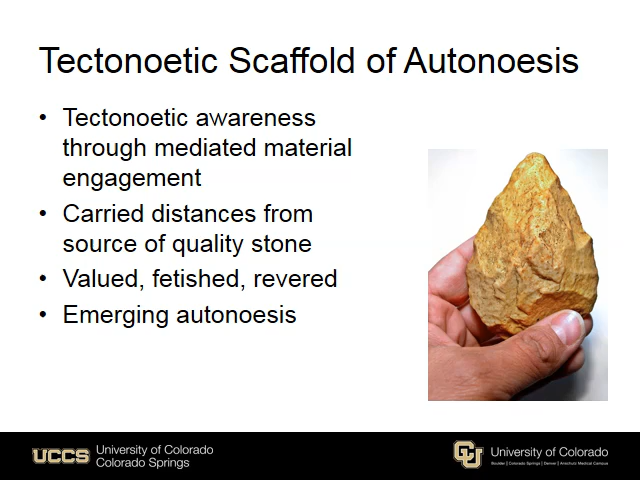 Tectonoetic Scaffold of Autonoesis
• Tectonoetic awareness
through mediated material
engagement
• Carried distances from
source of quality stone
• Valued, fetished, revered
• Emerging autonoesis
UCCS
University of Colorado
Colorado Springs
CU
University of Colorado
Boulder | Colorado Springs | Denver | Anschutz Medical Campus